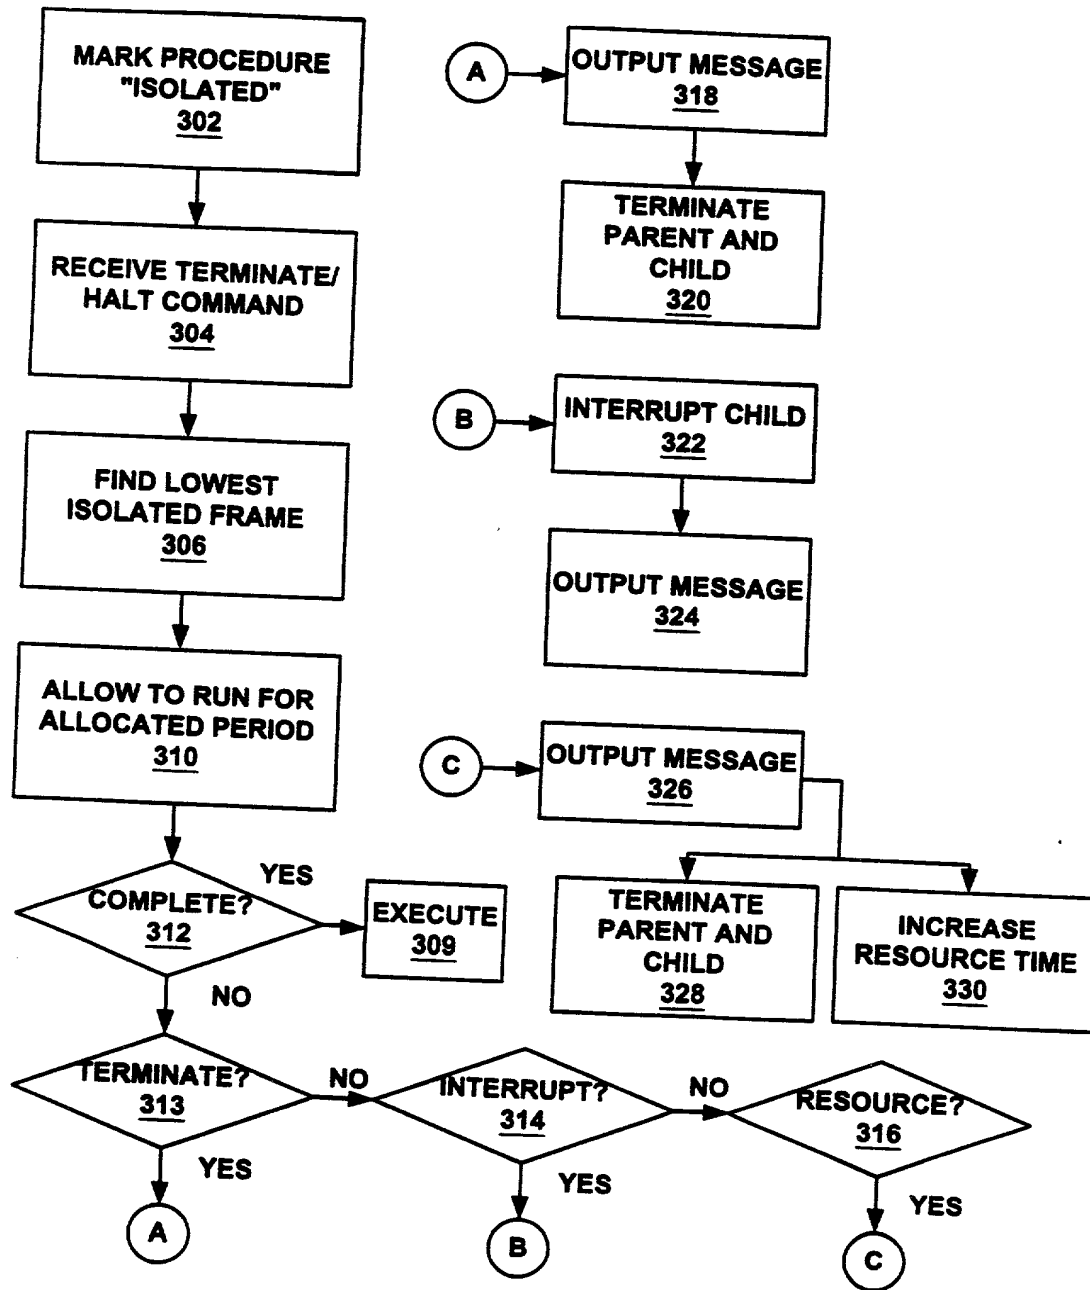 MARK PROCEDURE
"ISOLATED"
302
RECEIVE TERMINATE/
HALT COMMAND
304
FIND LOWEST
ISOLATED FRAME
306
ALLOW TO RUN FOR
ALLOCATED PERIOD
310
COMPLETE?
312
YES
EXECUTE
309
NO
TERMINATE?
313
NO
YES
A
INTERRUPT?
314
NO
YES
B
RESOURCE?
316
YES
C
A
OUTPUT MESSAGE
318
TERMINATE
PARENT AND
CHILD
320
B
INTERRUPT CHILD
322
OUTPUT MESSAGE
324
C
OUTPUT MESSAGE
326
TERMINATE
PARENT AND
CHILD
328
INCREASE
RESOURCE TIME
330